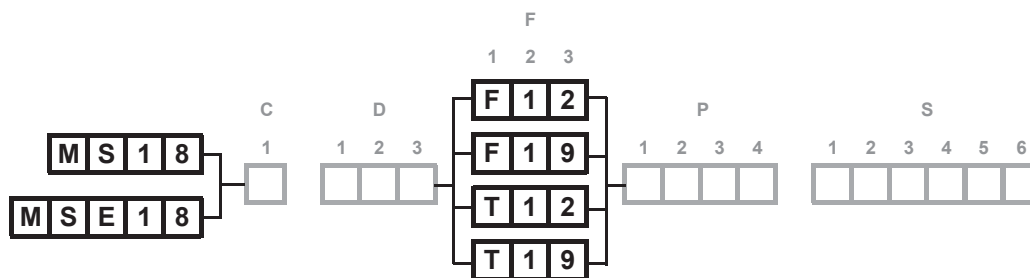 F
1 2 3
F 1 2
C D P S
1 1 2 3 1 2 3 4 1 2 3 4 5 6
M S 1 8
F 1 9
M S E 1 8
T 1 2
T 1 9